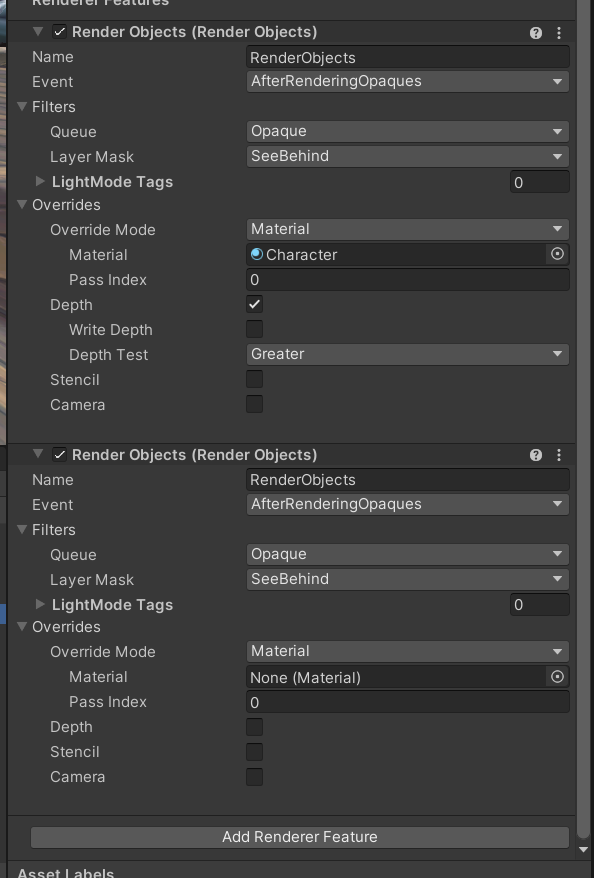 Renderer Features
Render Objects (Render Objects)
Name RenderObjects
Event AfterRenderingOpaques
Filters
Queue Opaque
Layer Mask SeeBehind
LightMode Tags 0
Overrides
Override Mode Material
Material Character
Pass Index 0
Depth
Write Depth
Depth Test Greater
Stencil
Camera
Render Objects (Render Objects)
Name RenderObjects
Event AfterRenderingOpaques
Filters
Queue Opaque
Layer Mask SeeBehind
LightMode Tags 0
Overrides
Override Mode Material
Material None (Material)
Pass Index 0
Depth
Stencil
Camera
Add Renderer Feature
Asset Labels